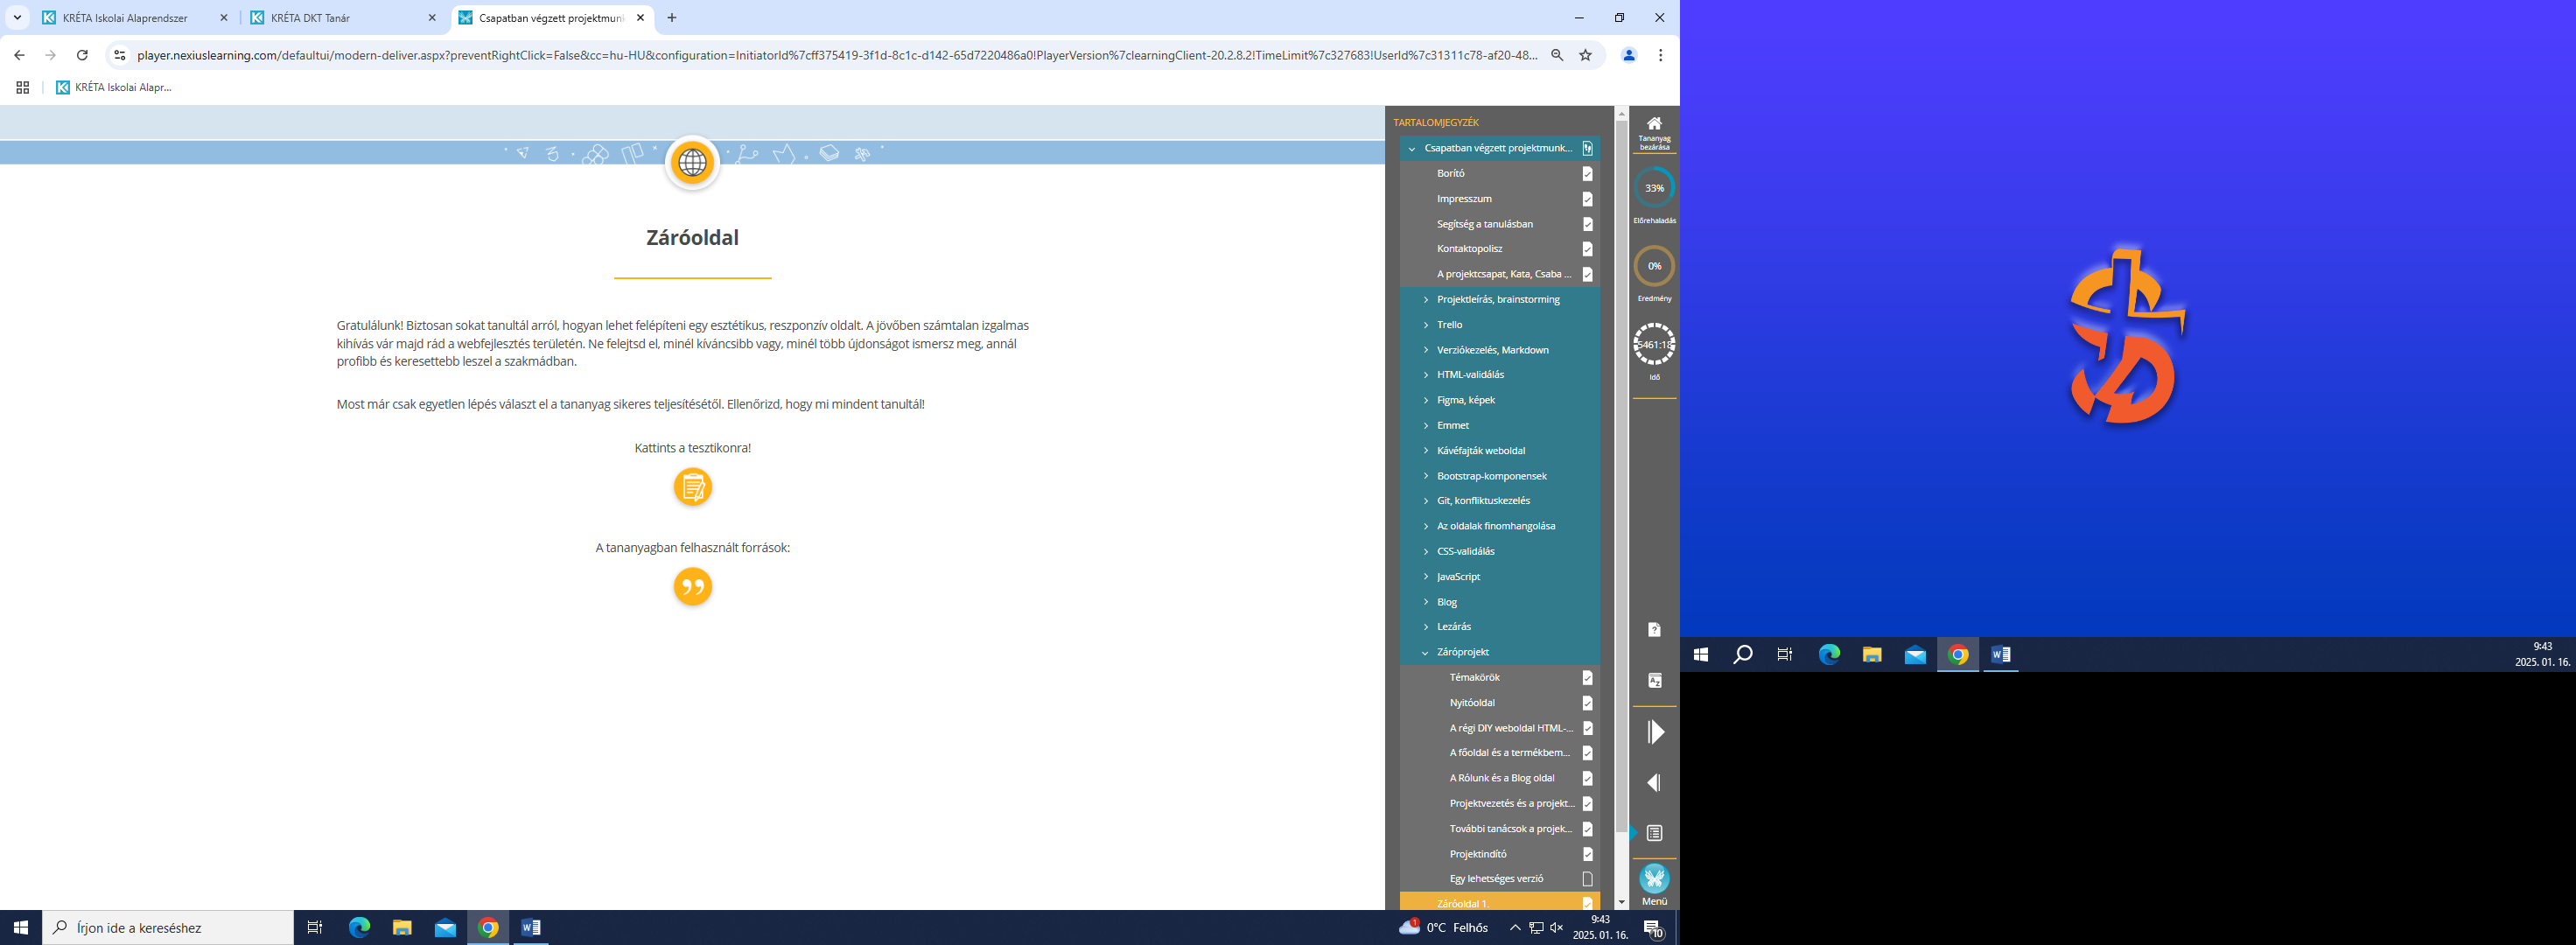 KRÉTA Iskolai Alaprendszer
KRÉTA DKT Tanár
Csapatban végzett projektmunk
player.nexiuslearning.com/defaultui/modern-deliver.aspx?preventRightClick=False&cc=hu-HU&configuration=InitiatorId%7cff375419-3f1d-8c1c-d142-65d7220486a0!PlayerVersion%7clearningClient-20.2.8.2!TimeLimit%7c327683!UserId%7c31311c78-af20-48...
KRÉTA Iskolai Alapr...
Záróoldal
Gratulálunk! Biztosan sokat tanultál arról, hogyan lehet felépíteni egy esztétikus, reszponzív oldalt. A jövőben számtalan izgalmas
kihívás vár majd rád a webfejlesztés területén. Ne felejtsd el, minél kíváncsibb vagy, minél több újdonságot ismersz meg, annál
profibb és keresettebb leszel a szakmádban.
Most már csak egyetlen lépés választ el a tananyag sikeres teljesítésétől. Ellenőrizd, hogy mi mindent tanultál!
Kattints a tesztikonra!
A tananyagban felhasznált források:
TARTALOMJEGYZÉK
Csapatban végzett projektmunk...
Borító
Impresszum
Segítség a tanulásban
Kontaktopolisz
A projektcsapat, Kata, Csaba ...
Projektleírás, brainstorming
Trello
Verziókezelés, Markdown
HTML-validálás
Figma, képek
Emmet
Kávéfajták weboldal
Bootstrap-komponensek
Git, konfliktuskezelés
Az oldalak finomhangolása
CSS-validálás
JavaScript
Blog
Lezárás
Záróprojekt
Témakörök
Nyitóoldal
A régi DIY weboldal HTML-...
A főoldal és a termékbem...
A Rólunk és a Blog oldal
Projektvezetés és a projekt...
További tanácsok a projek...
Projektindító
Egy lehetséges verzió
Záróoldal 1.
Tananyag
bezárása
33%
Előrehaladás
0%
Eredmény
5461:18
Idő
Menü
Írjon ide a kereséshez
1
0°C Felhős
9:43
2025. 01. 16.
10
9:43
2025. 01. 16.